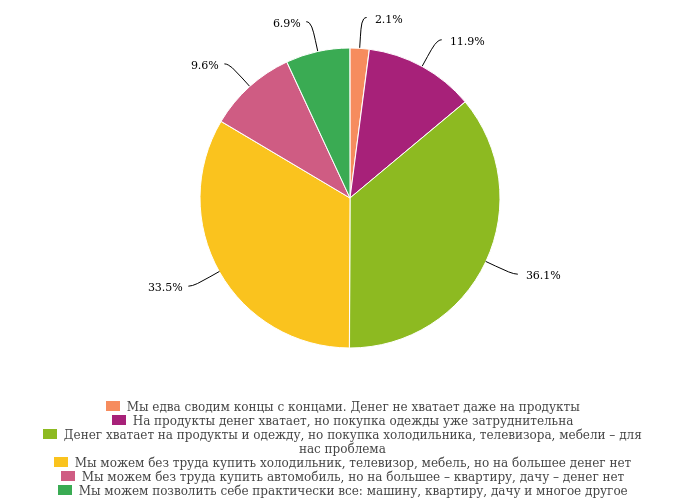 6.9%
2.1%
11.9%
9.6%
36.1%
33.5%
Мы едва сводим концы с концами. Денег не хватает даже на продукты
На продукты денег хватает, но покупка одежды уже затруднительна
Денег хватает на продукты и одежду, но покупка холодильника, телевизора, мебели – для
нас проблема
Мы можем без труда купить холодильник, телевизор, мебель, но на большее денег нет
Мы можем без труда купить автомобиль, но на большее – квартиру, дачу – денег нет
Мы можем позволить себе практически все: машину, квартиру, дачу и многое другое